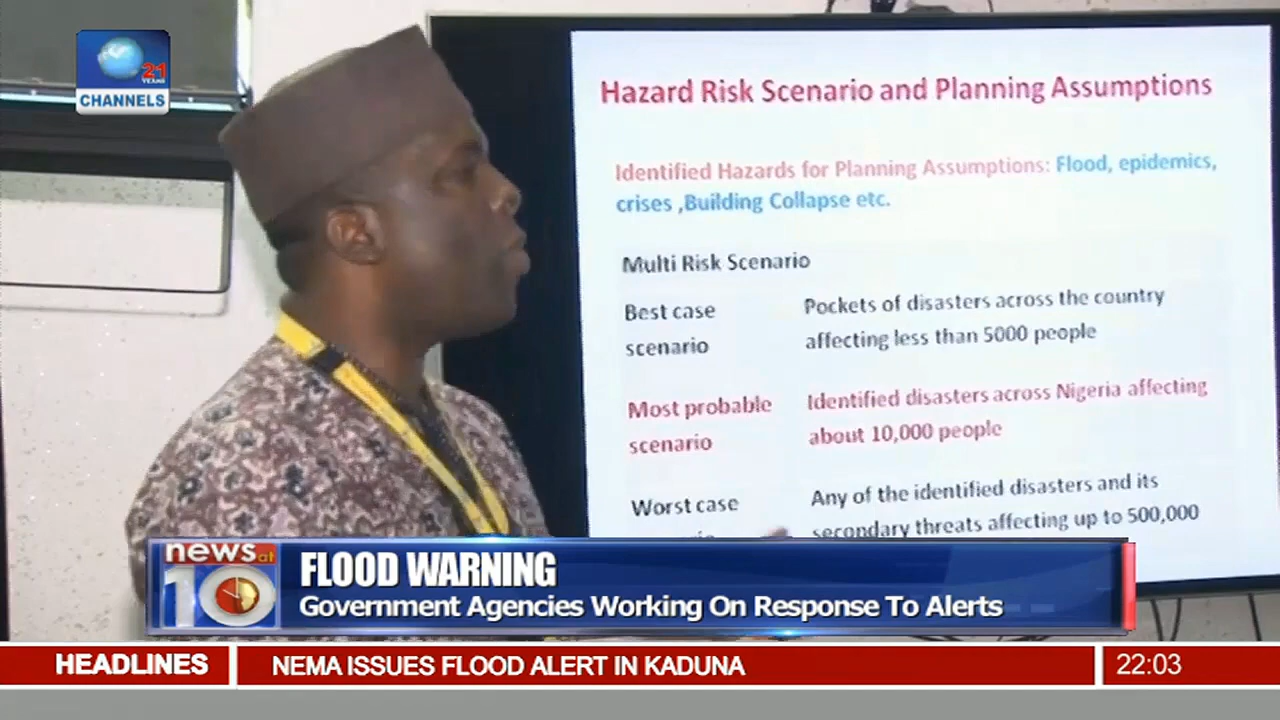 21
YEARS
CHANNELS
Hazard Risk Scenario and Planning Assumptions
Identified Hazards for Planning Assumptions: Flood, epidemics,
crises ,Building Collapse etc.
Multi Risk Scenario
Best case
scenario
Pockets of disasters across the country
affecting less than 5000 people
Most probable
scenario
Identified disasters across Nigeria affecting
about 10,000 people
Worst case
Any of the identified disasters and its
secondary threats affecting up to 500,000
news at
10
FLOOD WARNING
Government Agencies Working On Response To Alerts
HEADLINES
NEMA ISSUES FLOOD ALERT IN KADUNA
22:03